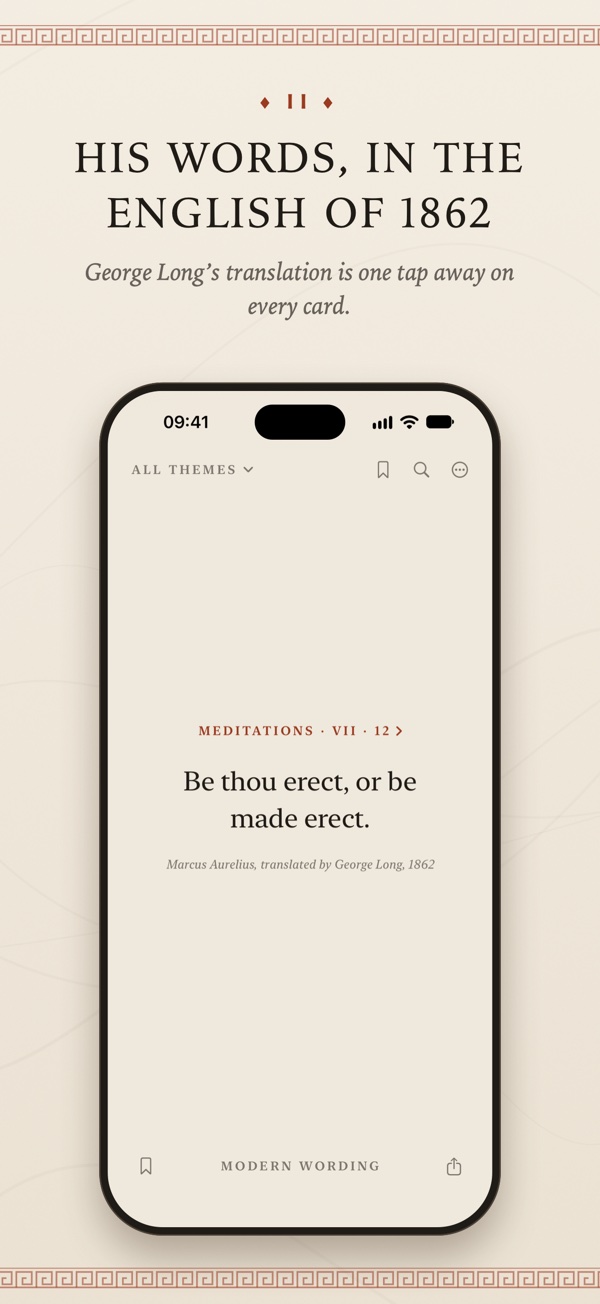 ♦ II ♦
HIS WORDS, IN THE
ENGLISH OF 1862
George Long’s translation is one tap away on
every card.
09:41
ALL THEMES
MEDITATIONS · VII · 12
Be thou erect, or be
made erect.
Marcus Aurelius, translated by George Long, 1862
MODERN WORDING